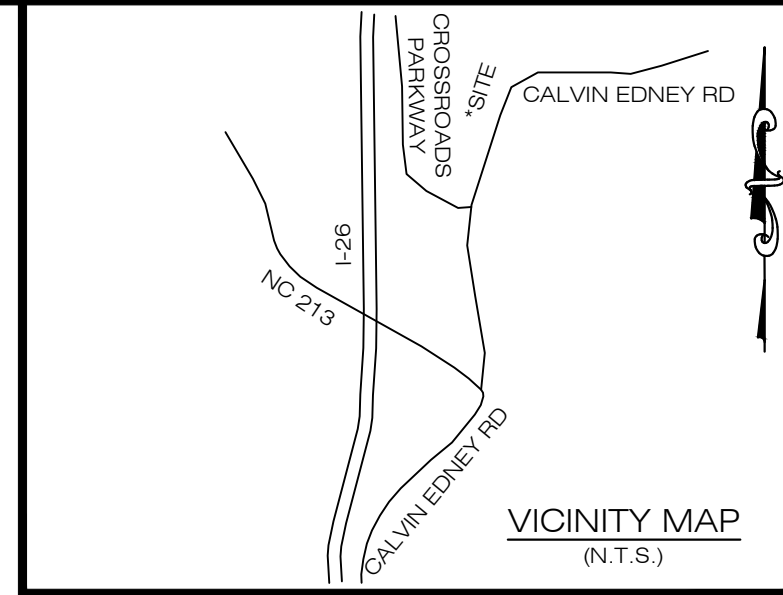 CROSSROADS
PARKWAY
*SITE
CALVIN EDNEY RD
I-26
NC 213
CALVIN EDNEY RD
VICINITY MAP
(N.T.S.)